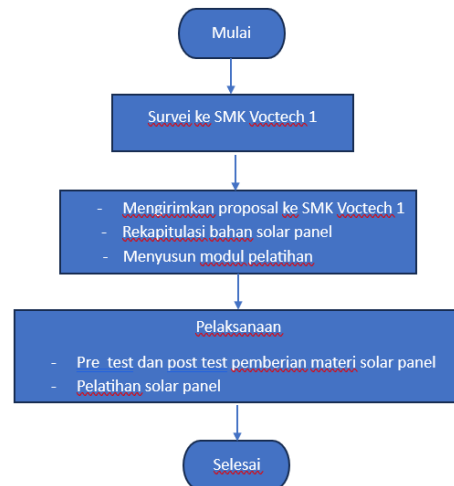 Mulai
Survei ke SMK Voctech 1
- Mengirimkan proposal ke SMK Voctech 1
- Rekapitulasi bahan solar panel
- Menyusun modul pelatihan
Pelaksanaan
- Pre test dan post test pemberian materi solar panel
- Pelatihan solar panel
Selesai